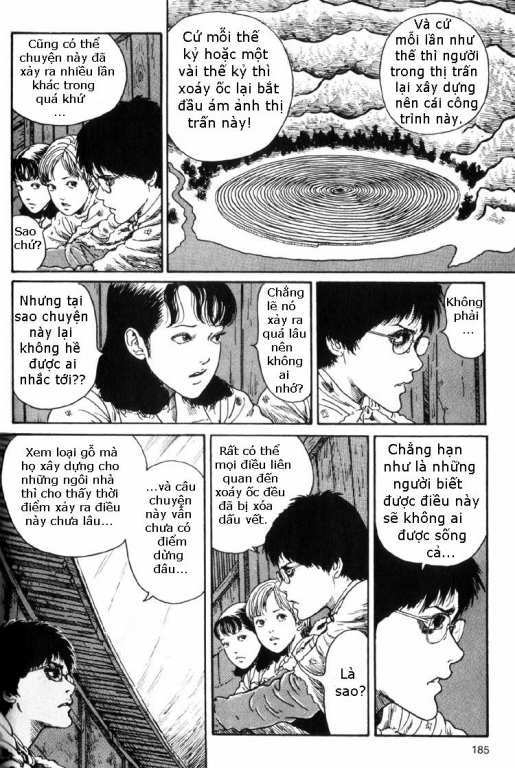 Cũng có thể
chuyện này đã
xảy ra nhiều lần
khác trong
quá khứ
...
Sao
chứ?
Cứ mỗi thế
kỷ hoặc một
vài thế kỷ thì
xoáy ốc lại bắt
đầu ám ảnh thị
trấn này!
Và cứ
mỗi lần như
thế thì người
trong thị trấn
lại xây dựng
nên cái công
trình này.
Nhưng tại
sao chuyện
này lại
không hề
được ai
nhắc tới??
Chẳng
lẽ nó
xảy ra
quá lâu
nên
không
ai
nhớ?
Không
phải
...
Xem loại gỗ mà
họ xây dựng cho
những ngôi nhà
thì cho thấy thời
điểm xảy ra điều
này chưa lâu...
...và câu
chuyện
này vẫn
chưa có
điểm
dừng
đâu...
Rất có thể
mọi điều liên
quan đến
xoáy ốc đều
đã bị xóa
dấu vết.
Là
sao?
Chẳng hạn
như là những
người biết
được điều này
sẽ không ai
được sống
cả...
185